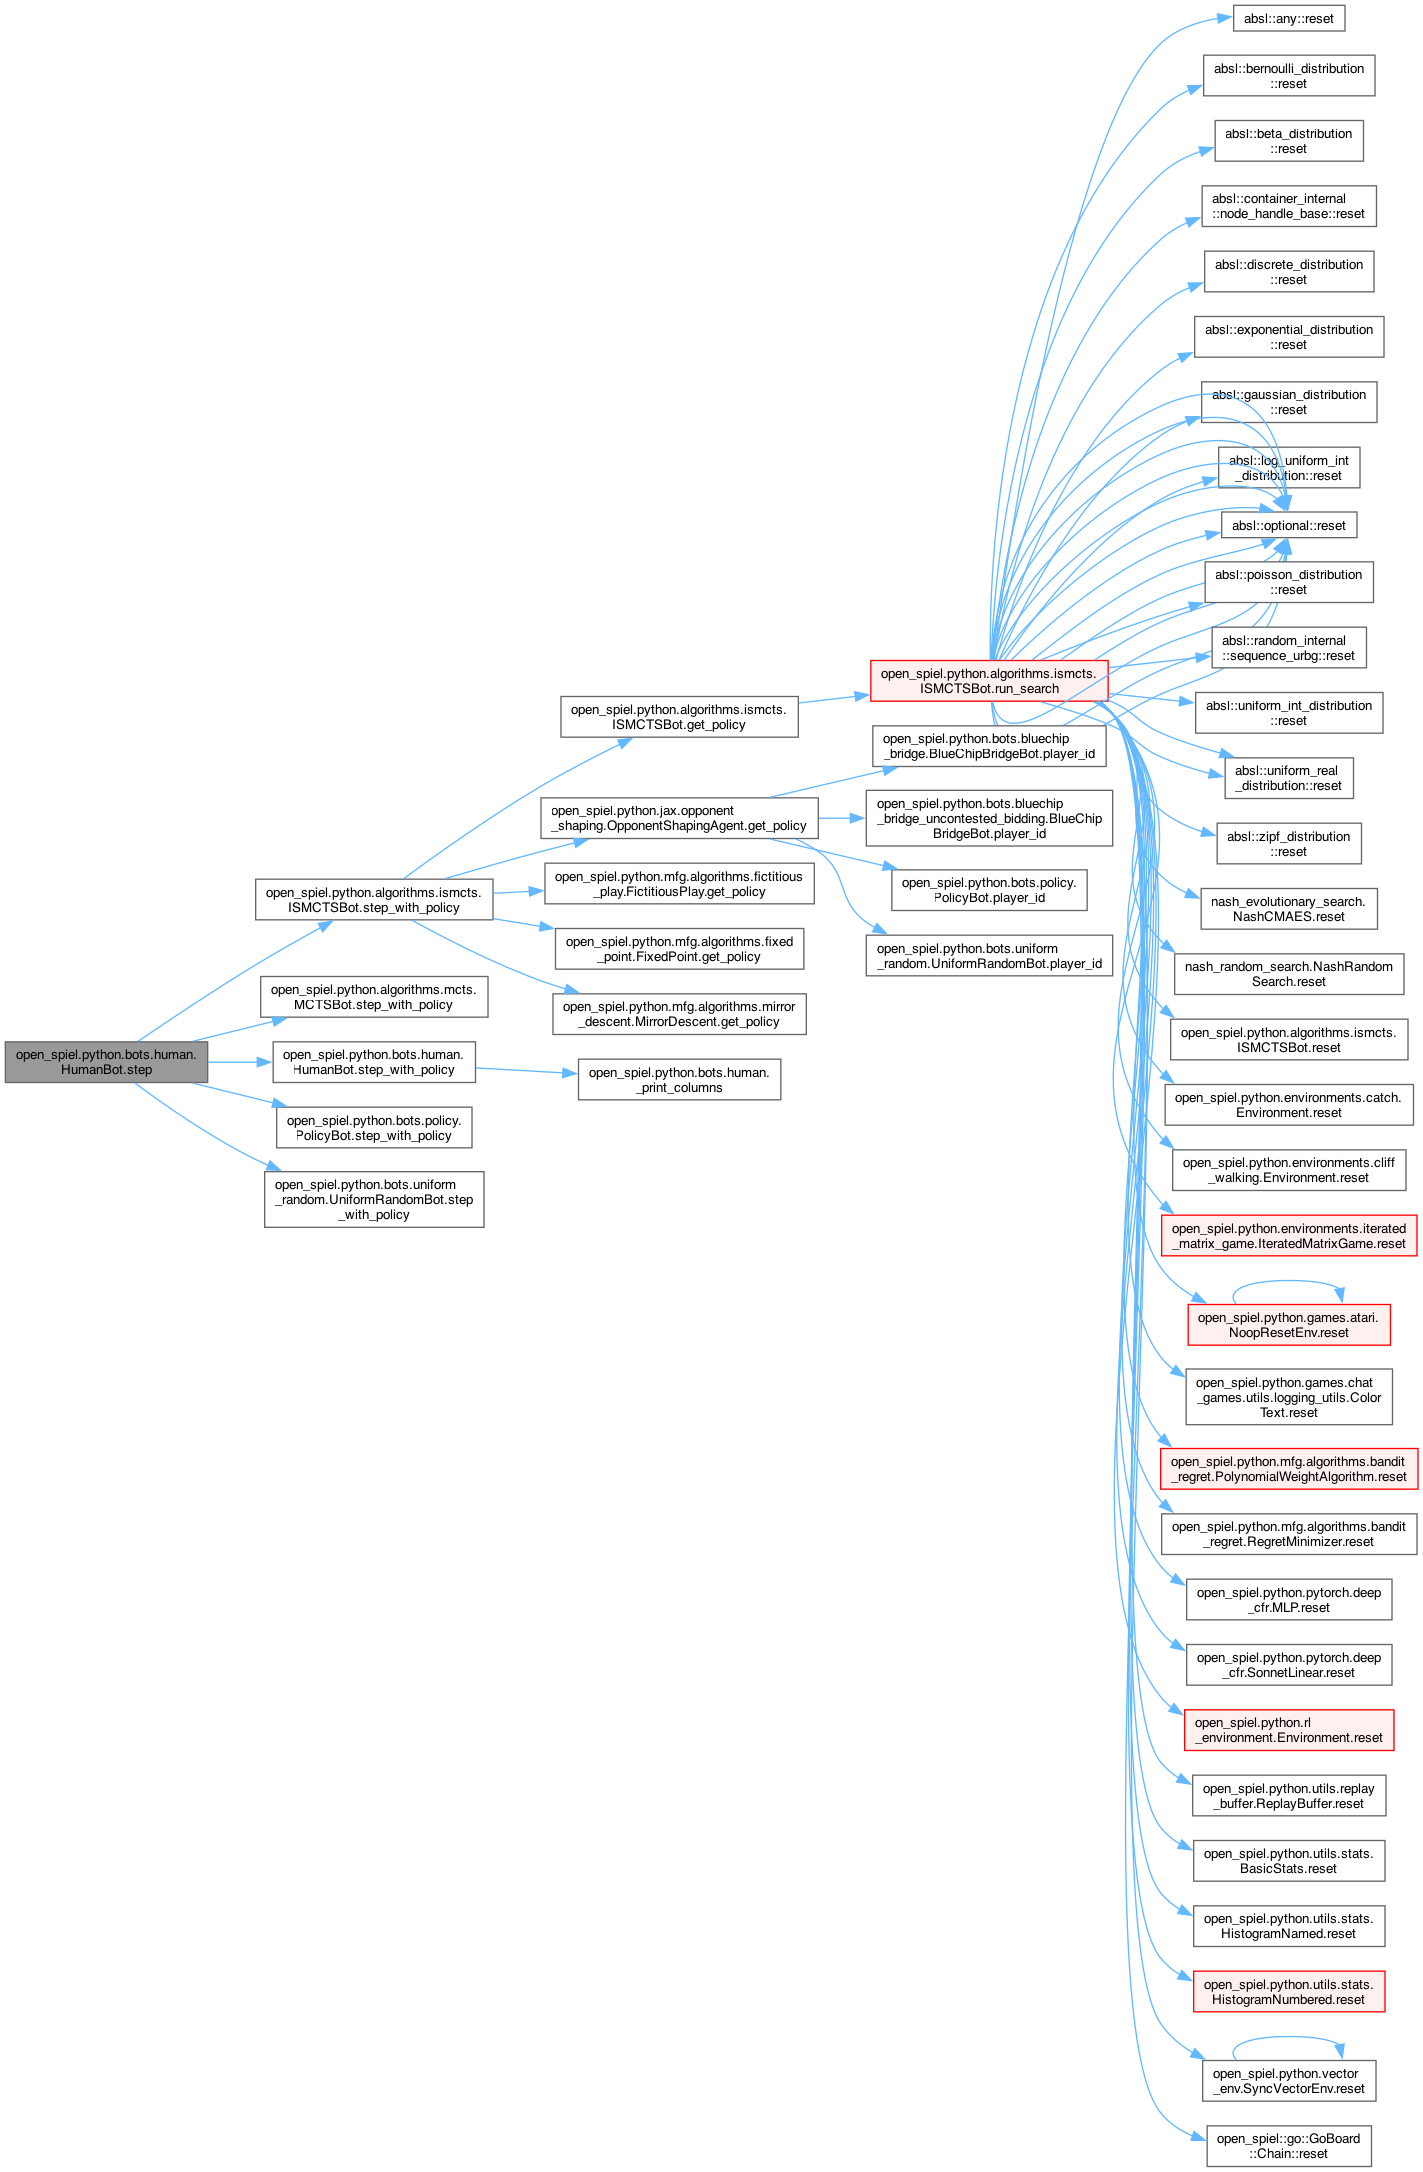 open_spiel.python.bots.human.
HumanBot.step
open_spiel.python.algorithms.ismcts.
ISMCTSBot.step_with_policy
open_spiel.python.algorithms.mcts.
MCTSBot.step_with_policy
open_spiel.python.bots.human.
HumanBot.step_with_policy
open_spiel.python.bots.policy.
PolicyBot.step_with_policy
open_spiel.python.bots.uniform
_random.UniformRandomBot.step
_with_policy
open_spiel.python.algorithms.ismcts.
ISMCTSBot.get_policy
open_spiel.python.jax.opponent
_shaping.OpponentShapingAgent.get_policy
open_spiel.python.mfg.algorithms.fictitious
_play.FictitiousPlay.get_policy
open_spiel.python.mfg.algorithms.fixed
_point.FixedPoint.get_policy
open_spiel.python.mfg.algorithms.mirror
_descent.MirrorDescent.get_policy
open_spiel.python.bots.human.
_print_columns
open_spiel.python.algorithms.ismcts.
ISMCTSBot.run_search
open_spiel.python.bots.bluechip
_bridge.BlueChipBridgeBot.player_id
open_spiel.python.bots.bluechip
_bridge_uncontested_bidding.BlueChip
BridgeBot.player_id
open_spiel.python.bots.policy.
PolicyBot.player_id
open_spiel.python.bots.uniform
_random.UniformRandomBot.player_id
absl::any::reset
absl::bernoulli_distribution
::reset
absl::beta_distribution
::reset
absl::container_internal
::node_handle_base::reset
absl::discrete_distribution
::reset
absl::exponential_distribution
::reset
absl::gaussian_distribution
::reset
absl::log_uniform_int
_distribution::reset
absl::optional::reset
absl::poisson_distribution
::reset
absl::random_internal
::sequence_urbg::reset
absl::uniform_int_distribution
::reset
absl::uniform_real
_distribution::reset
absl::zipf_distribution
::reset
nash_evolutionary_search.
NashCMAES.reset
nash_random_search.NashRandom
Search.reset
open_spiel.python.algorithms.ismcts.
ISMCTSBot.reset
open_spiel.python.environments.catch.
Environment.reset
open_spiel.python.environments.cliff
_walking.Environment.reset
open_spiel.python.environments.iterated
_matrix_game.IteratedMatrixGame.reset
open_spiel.python.games.atari.
NoopResetEnv.reset
open_spiel.python.games.chat
_games.utils.logging_utils.Color
Text.reset
open_spiel.python.mfg.algorithms.bandit
_regret.PolynomialWeightAlgorithm.reset
open_spiel.python.mfg.algorithms.bandit
_regret.RegretMinimizer.reset
open_spiel.python.pytorch.deep
_cfr.MLP.reset
open_spiel.python.pytorch.deep
_cfr.SonnetLinear.reset
open_spiel.python.rl
_environment.Environment.reset
open_spiel.python.utils.replay
_buffer.ReplayBuffer.reset
open_spiel.python.utils.stats.
BasicStats.reset
open_spiel.python.utils.stats.
HistogramNamed.reset
open_spiel.python.utils.stats.
HistogramNumbered.reset
open_spiel.python.vector
_env.SyncVectorEnv.reset
open_spiel::go::GoBoard
::Chain::reset